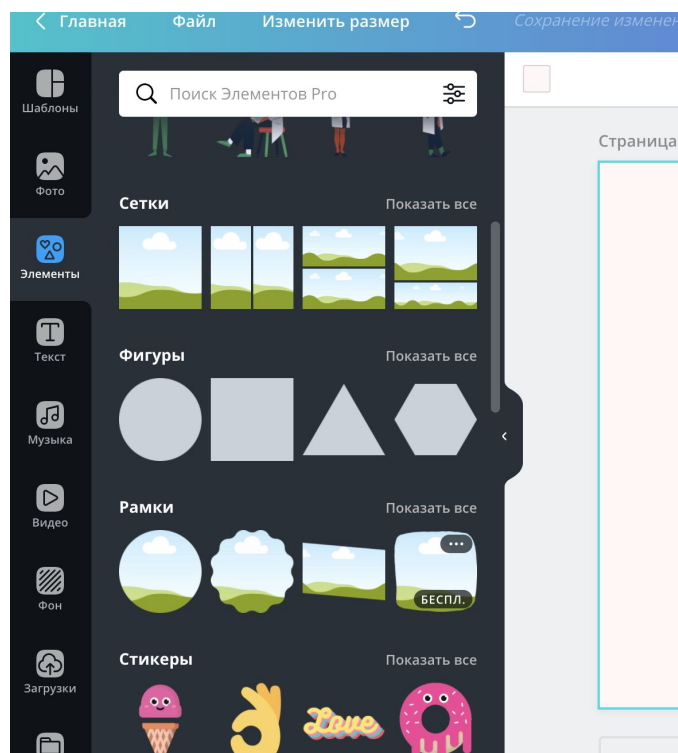 Главная Файл Изменить размер Сохранение изменен
Шаблоны
Поиск Элементов Pro
Страница
Фото
Сетки Показать все
Элементы
Текст
Фигуры Показать все
Музыка
Видео
Рамки Показать все
БЕСПЛ.
Фон
Стикеры Показать все
Загрузки
Love